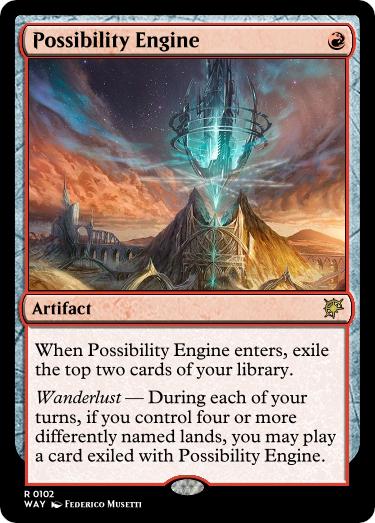 Possibility Engine
Artifact
When Possibility Engine enters, exile
the top two cards of your library.
Wanderlust — During each of your
turns, if you control four or more
differently named lands, you may play
a card exiled with Possibility Engine.
R 0102
WAY Federico Musetti